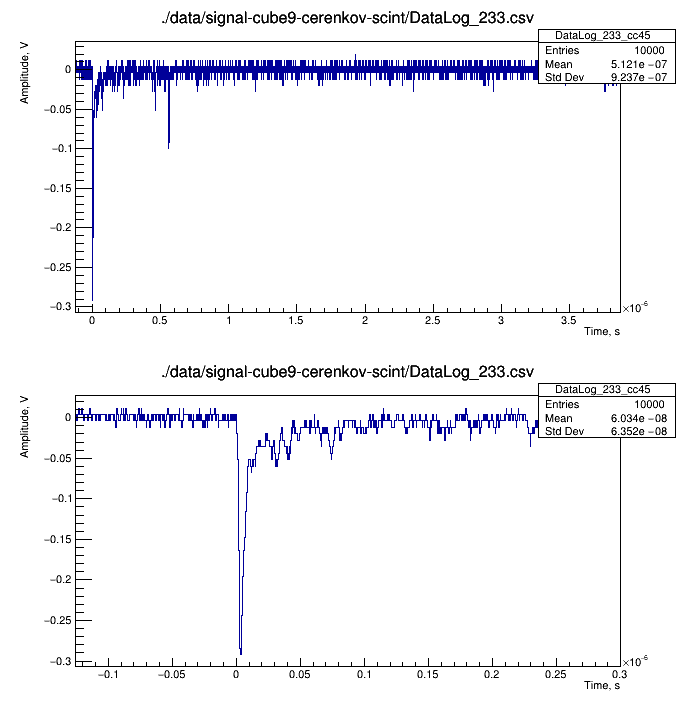 ./data/signal-cube9-cerenkov-scint/DataLog_233.csv
DataLog_233_cc45
Entries 10000
Mean 5.121e −07
Std Dev 9.237e −07
Amplitude, V
0
−0.05
−0.1
−0.15
−0.2
−0.25
−0.3
0 0.5 1 1.5 2 2.5 3 3.5
×10⁻⁶
Time, s
./data/signal-cube9-cerenkov-scint/DataLog_233.csv
DataLog_233_cc45
Entries 10000
Mean 6.034e −08
Std Dev 6.352e −08
Amplitude, V
0
−0.05
−0.1
−0.15
−0.2
−0.25
−0.3
−0.1 −0.05 0 0.05 0.1 0.15 0.2 0.25 0.3
×10⁻⁶
Time, s